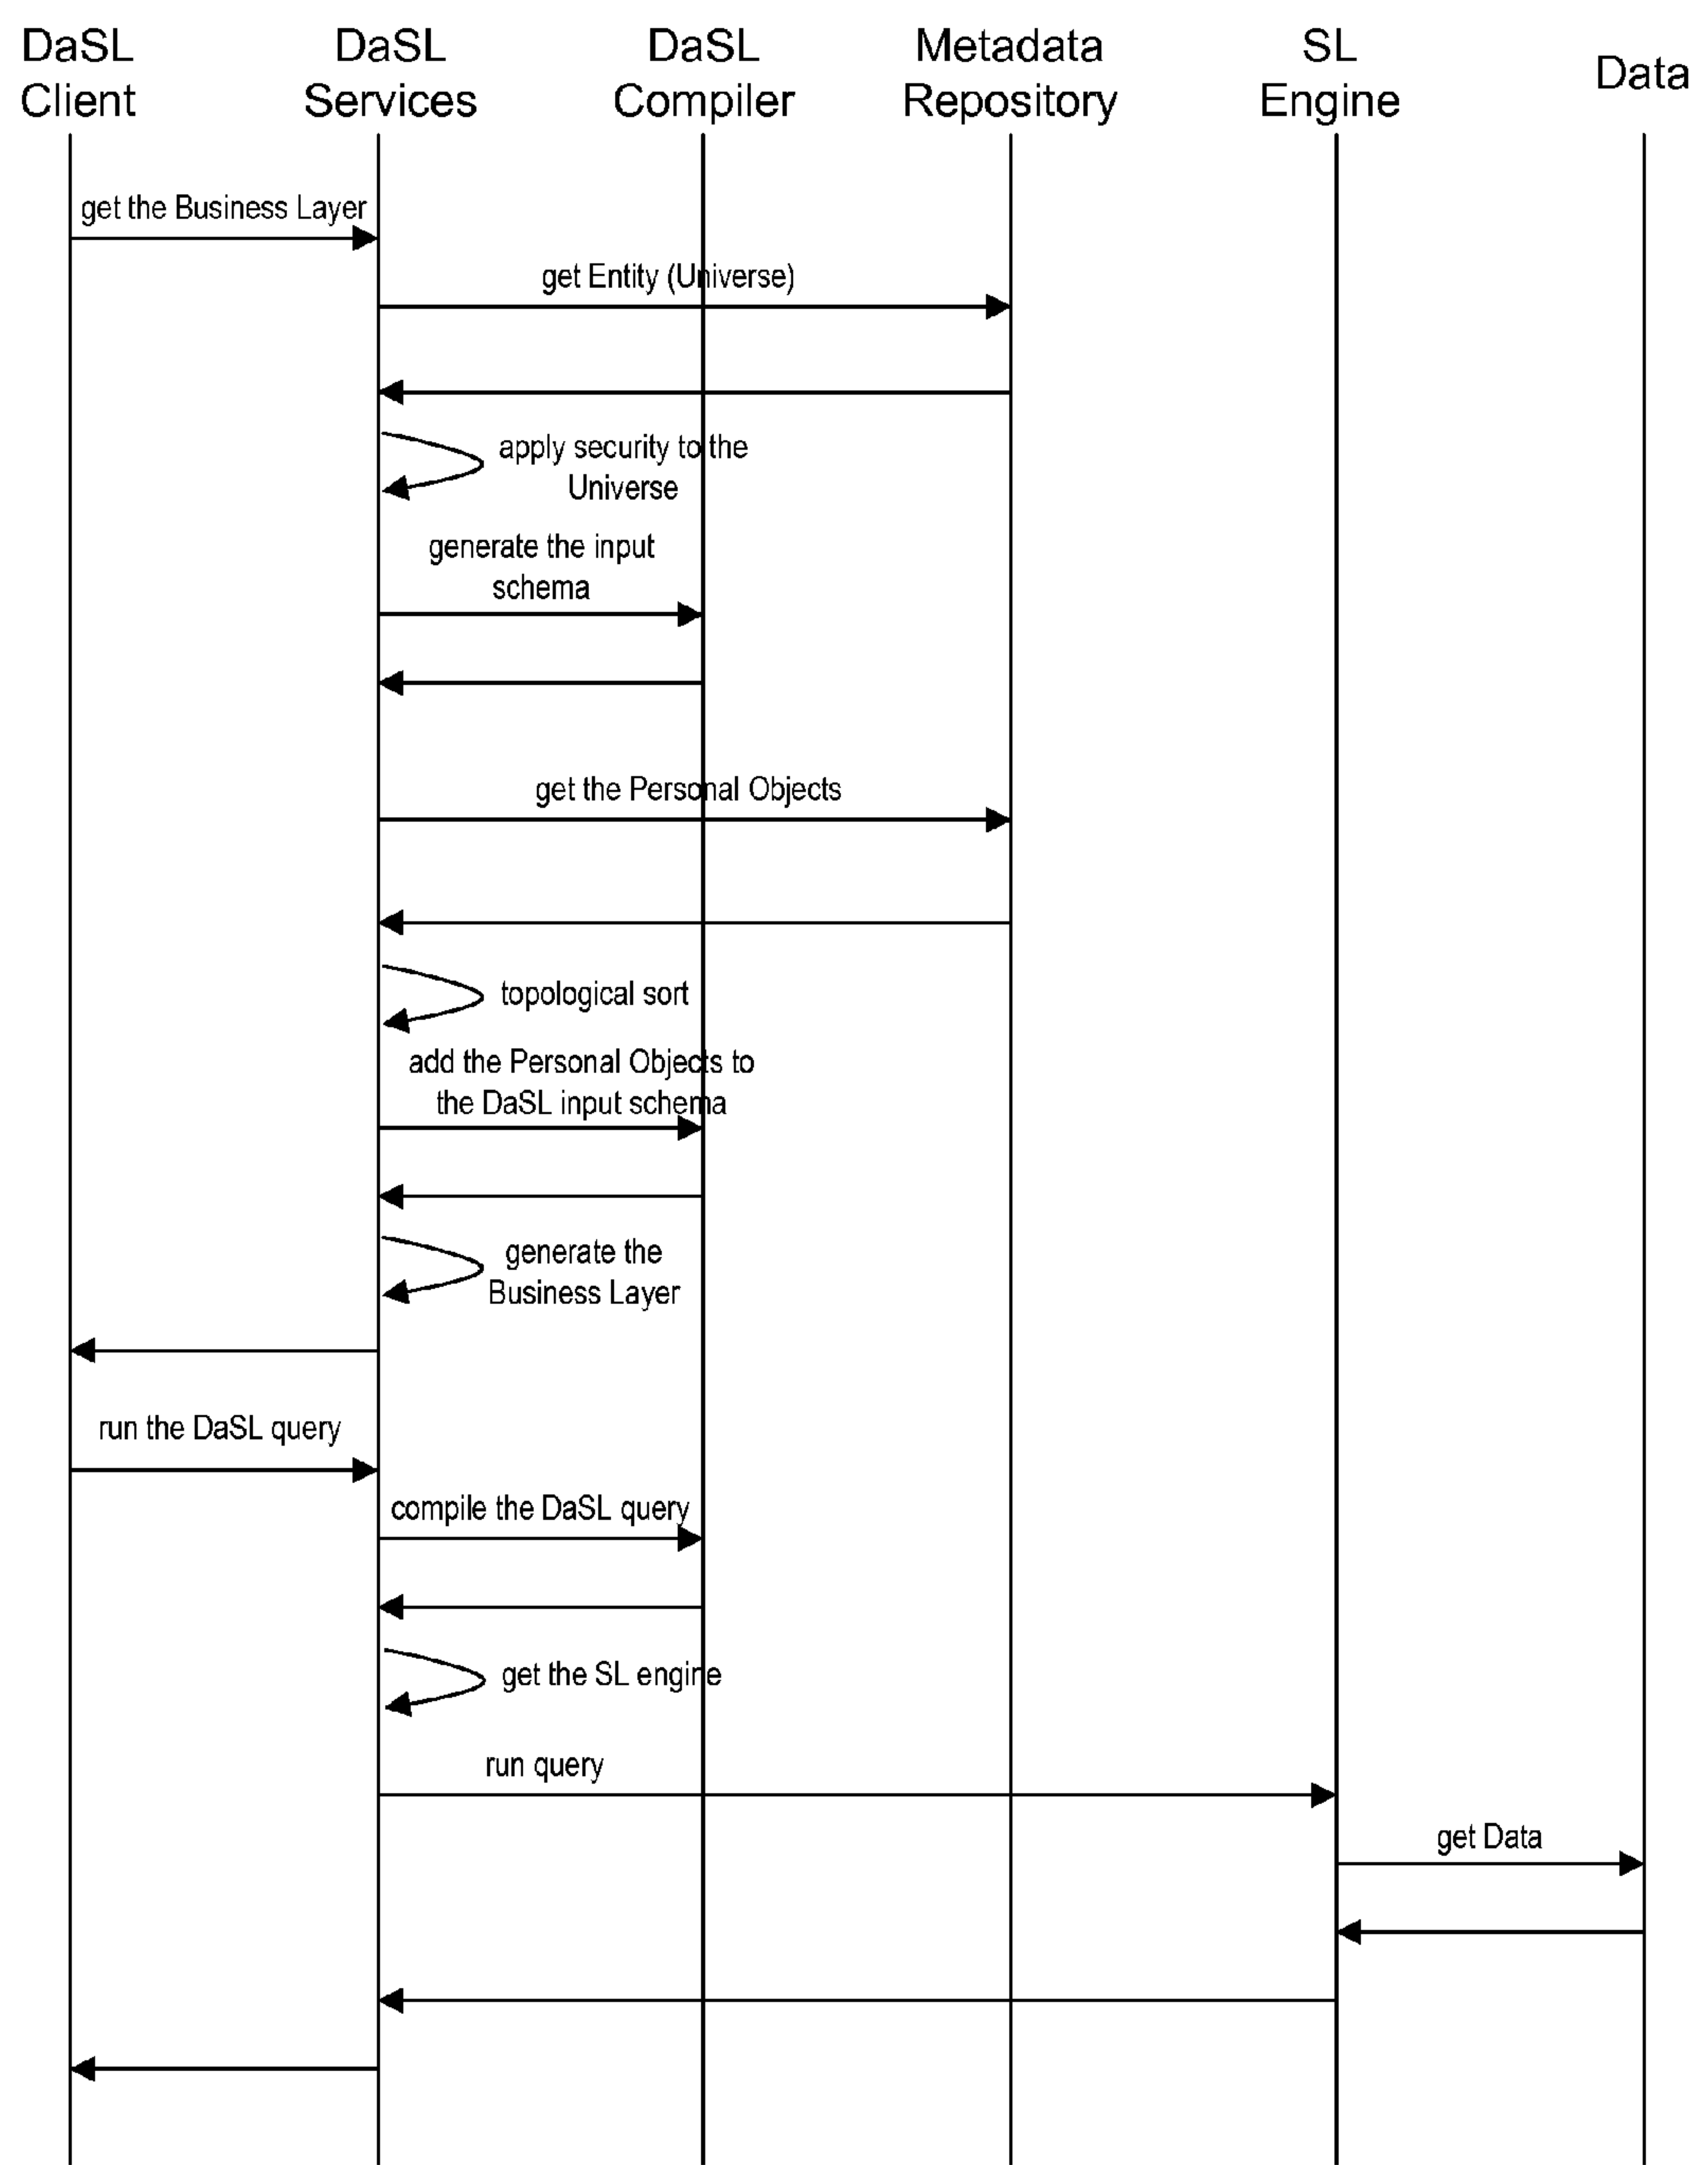 DaSL
Client
DaSL
Services
DaSL
Compiler
Metadata
Repository
SL
Engine
Data
get the Business Layer
get Entity (Universe)
apply security to the
Universe
generate the input
schema
get the Personal Objects
topological sort
add the Personal Objects to
the DaSL input schema
generate the
Business Layer
run the DaSL query
compile the DaSL query
get the SL engine
run query
get Data